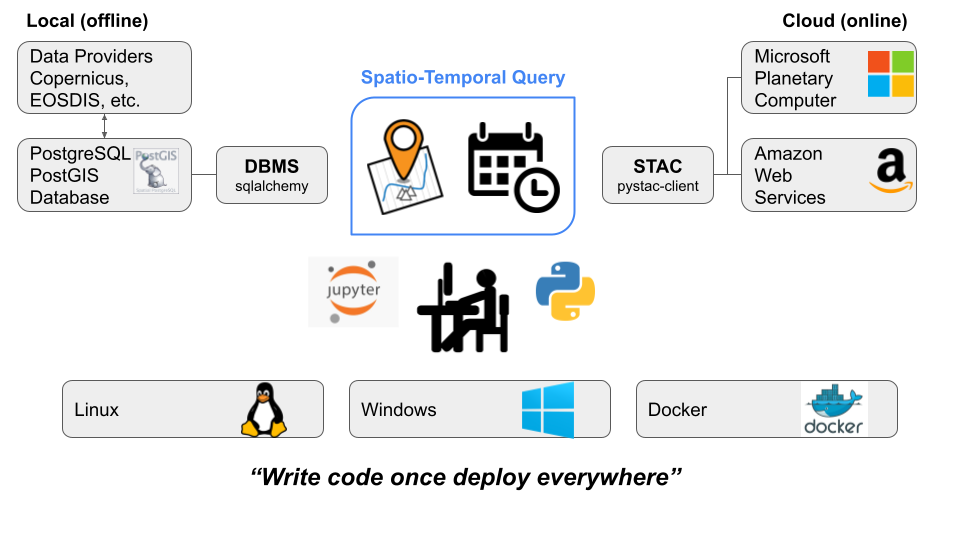 Local (offline)
Cloud (online)
Data Providers
Copernicus,
EOSDIS, etc.
Spatio-Temporal Query
Microsoft
Planetary
Computer
PostgreSQL
PostGIS
Database
PostGIS
DBMS
sqlalchemy
STAC
pystac-client
Amazon
Web
Services
a
jupyter
Linux
Windows
Docker
docker
“Write code once deploy everywhere”